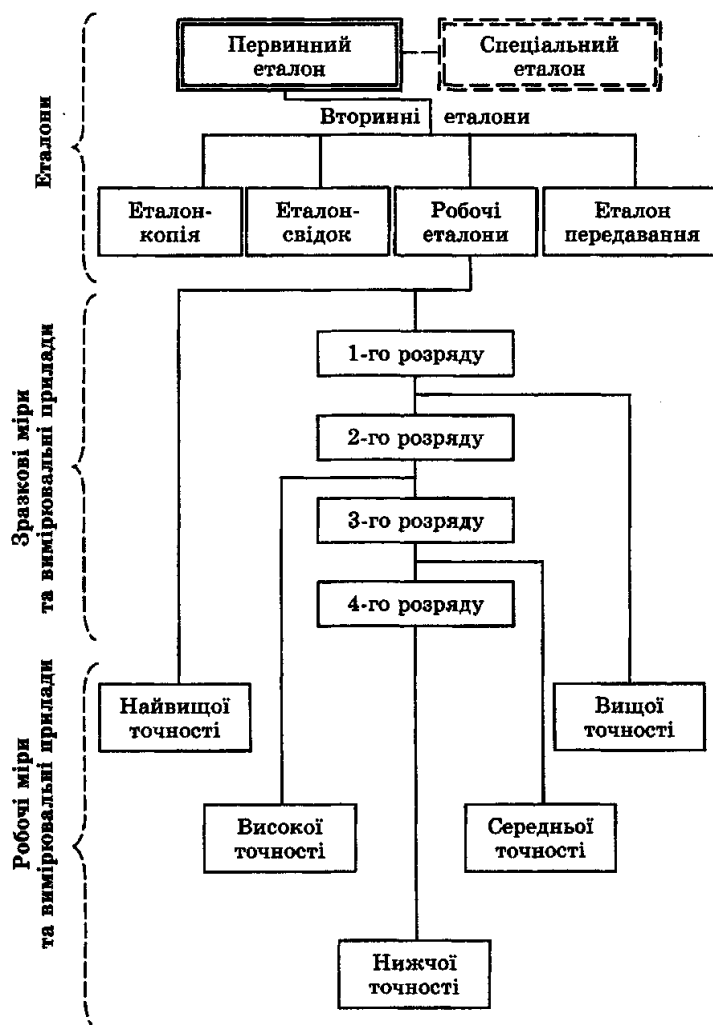 Первинний
еталон
Спеціальний
еталон
Вторинні еталони
Еталони
Еталон-
копія
Еталон-
свідок
Робочі
еталони
Еталон
передавання
Зразкові міри
та вимірювальні прилади
1-го розряду
2-го розряду
3-го розряду
4-го розряду
Робочі міри
та вимірювальні прилади
Найвищої
точності
Вищої
точності
Високої
точності
Середньої
точності
Нижчої
точності